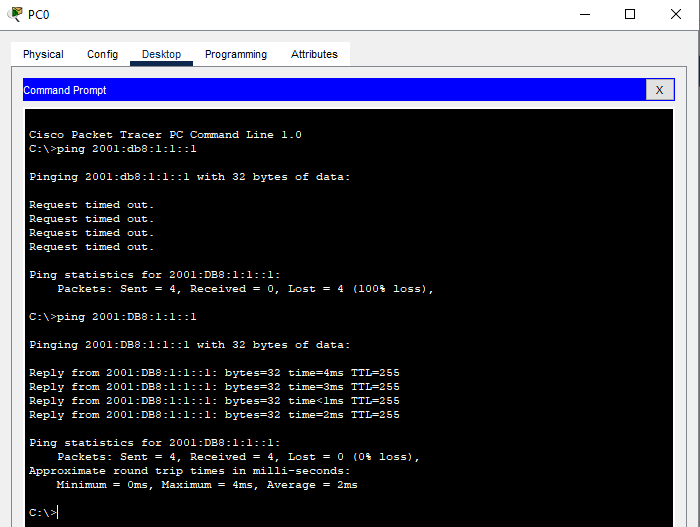 PC0
Physical Config Desktop Programming Attributes
Command Prompt X
Cisco Packet Tracer PC Command Line 1.0
C:\>ping 2001:db8:1:1::1
Pinging 2001:db8:1:1::1 with 32 bytes of data:
Request timed out.
Request timed out.
Request timed out.
Request timed out.
Ping statistics for 2001:DB8:1:1::1:
Packets: Sent = 4, Received = 0, Lost = 4 (100% loss),
C:\>ping 2001:DB8:1:1::1
Pinging 2001:DB8:1:1::1 with 32 bytes of data:
Reply from 2001:DB8:1:1::1: bytes=32 time=4ms TTL=255
Reply from 2001:DB8:1:1::1: bytes=32 time=3ms TTL=255
Reply from 2001:DB8:1:1::1: bytes=32 time<1ms TTL=255
Reply from 2001:DB8:1:1::1: bytes=32 time=2ms TTL=255
Ping statistics for 2001:DB8:1:1::1:
Packets: Sent = 4, Received = 4, Lost = 0 (0% loss),
Approximate round trip times in milli-seconds:
Minimum = 0ms, Maximum = 4ms, Average = 2ms
C:\>